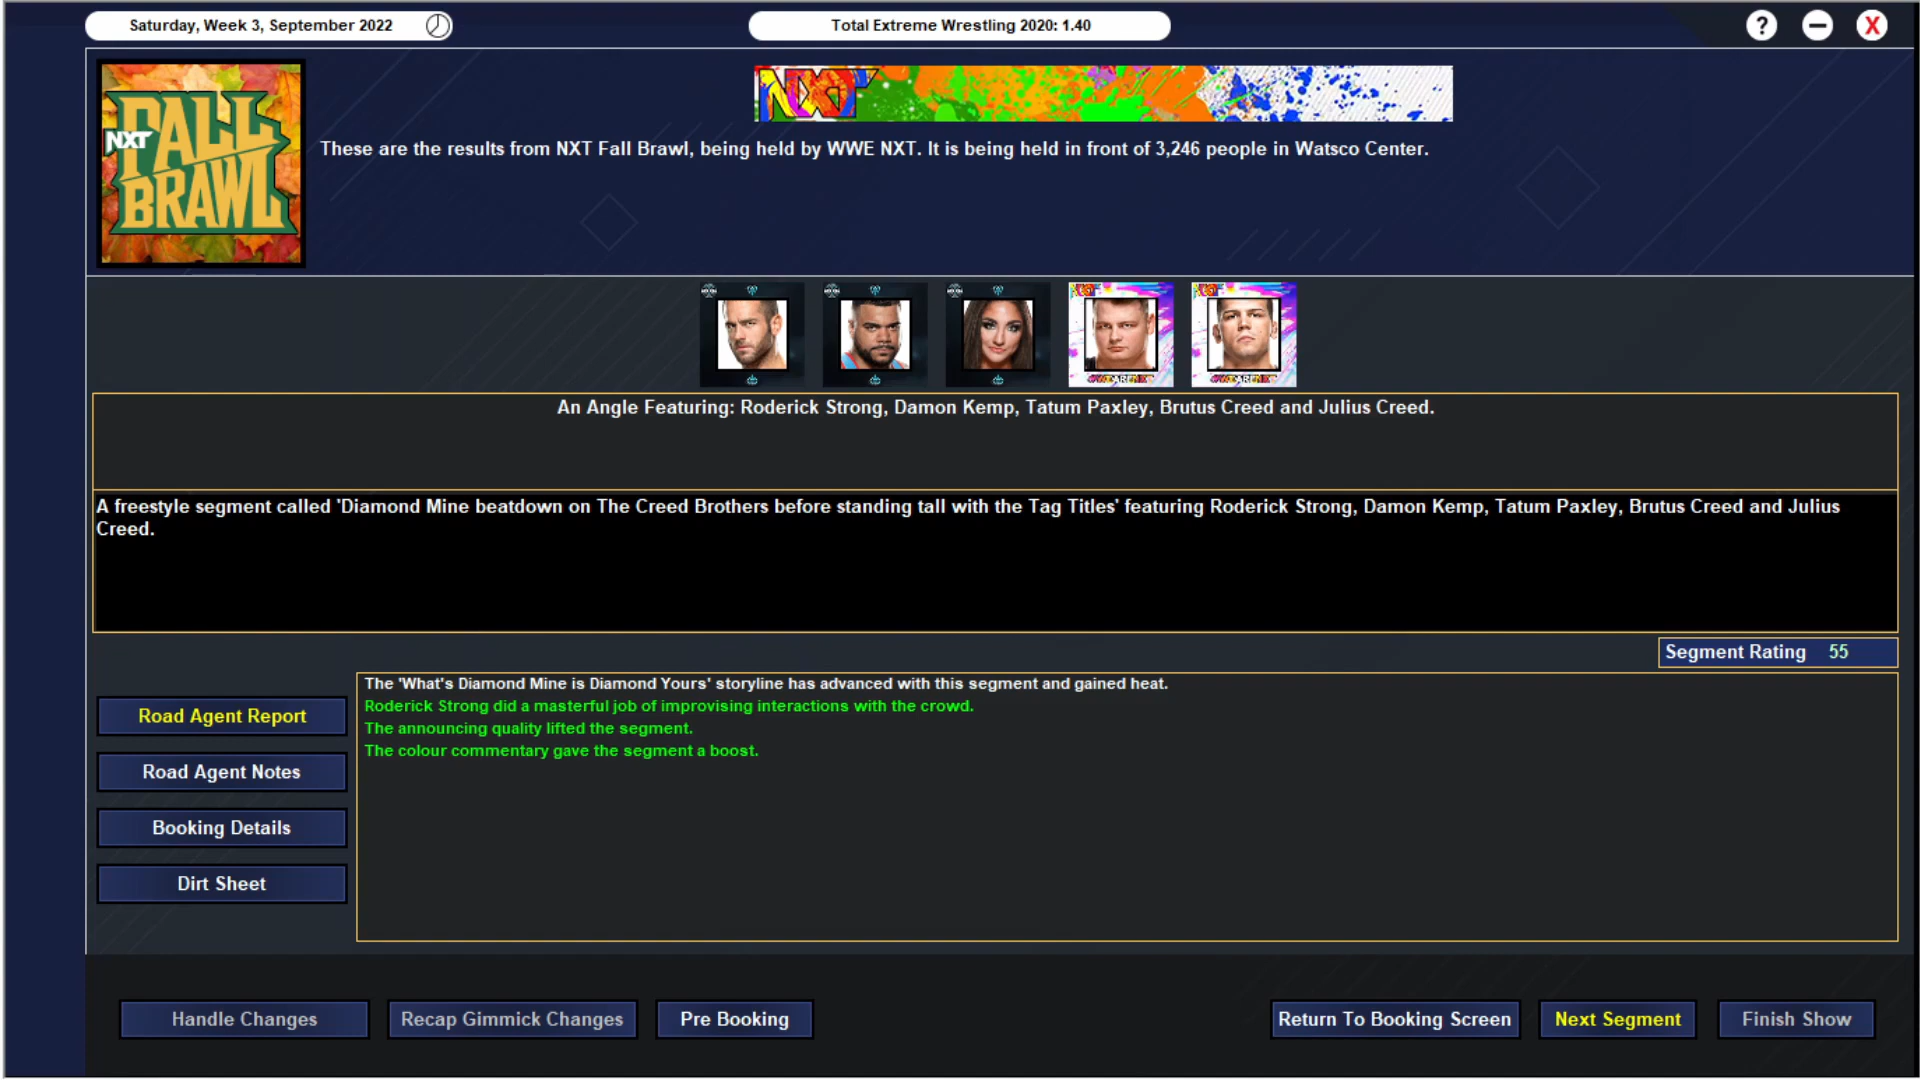 Saturday, Week 3, September 2022
Total Extreme Wrestling 2020: 1.40
?
X
NXT
FALL
BRAWL
NXT
These are the results from NXT Fall Brawl, being held by WWE NXT. It is being held in front of 3,246 people in Watsco Center.
An Angle Featuring: Roderick Strong, Damon Kemp, Tatum Paxley, Brutus Creed and Julius Creed.
A freestyle segment called 'Diamond Mine beatdown on The Creed Brothers before standing tall with the Tag Titles' featuring Roderick Strong, Damon Kemp, Tatum Paxley, Brutus Creed and Julius
Creed.
Segment Rating 55
Road Agent Report
Road Agent Notes
Booking Details
Dirt Sheet
The 'What's Diamond Mine is Diamond Yours' storyline has advanced with this segment and gained heat.
Roderick Strong did a masterful job of improvising interactions with the crowd.
The announcing quality lifted the segment.
The colour commentary gave the segment a boost.
Handle Changes
Recap Gimmick Changes
Pre Booking
Return To Booking Screen
Next Segment
Finish Show